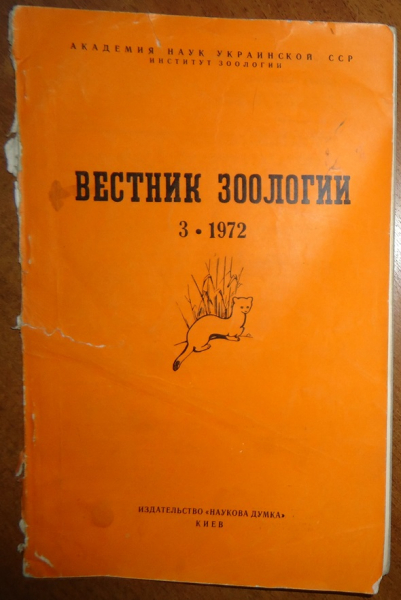 АКАДЕМИЯ НАУК УКРАИНСКОЙ ССР
ИНСТИТУТ ЗООЛОГИИ
ВЕСТНИК ЗООЛОГИИ
3 • 1972
ИЗДАТЕЛЬСТВО «НАУКОВА ДУМКА»
КИЕВ